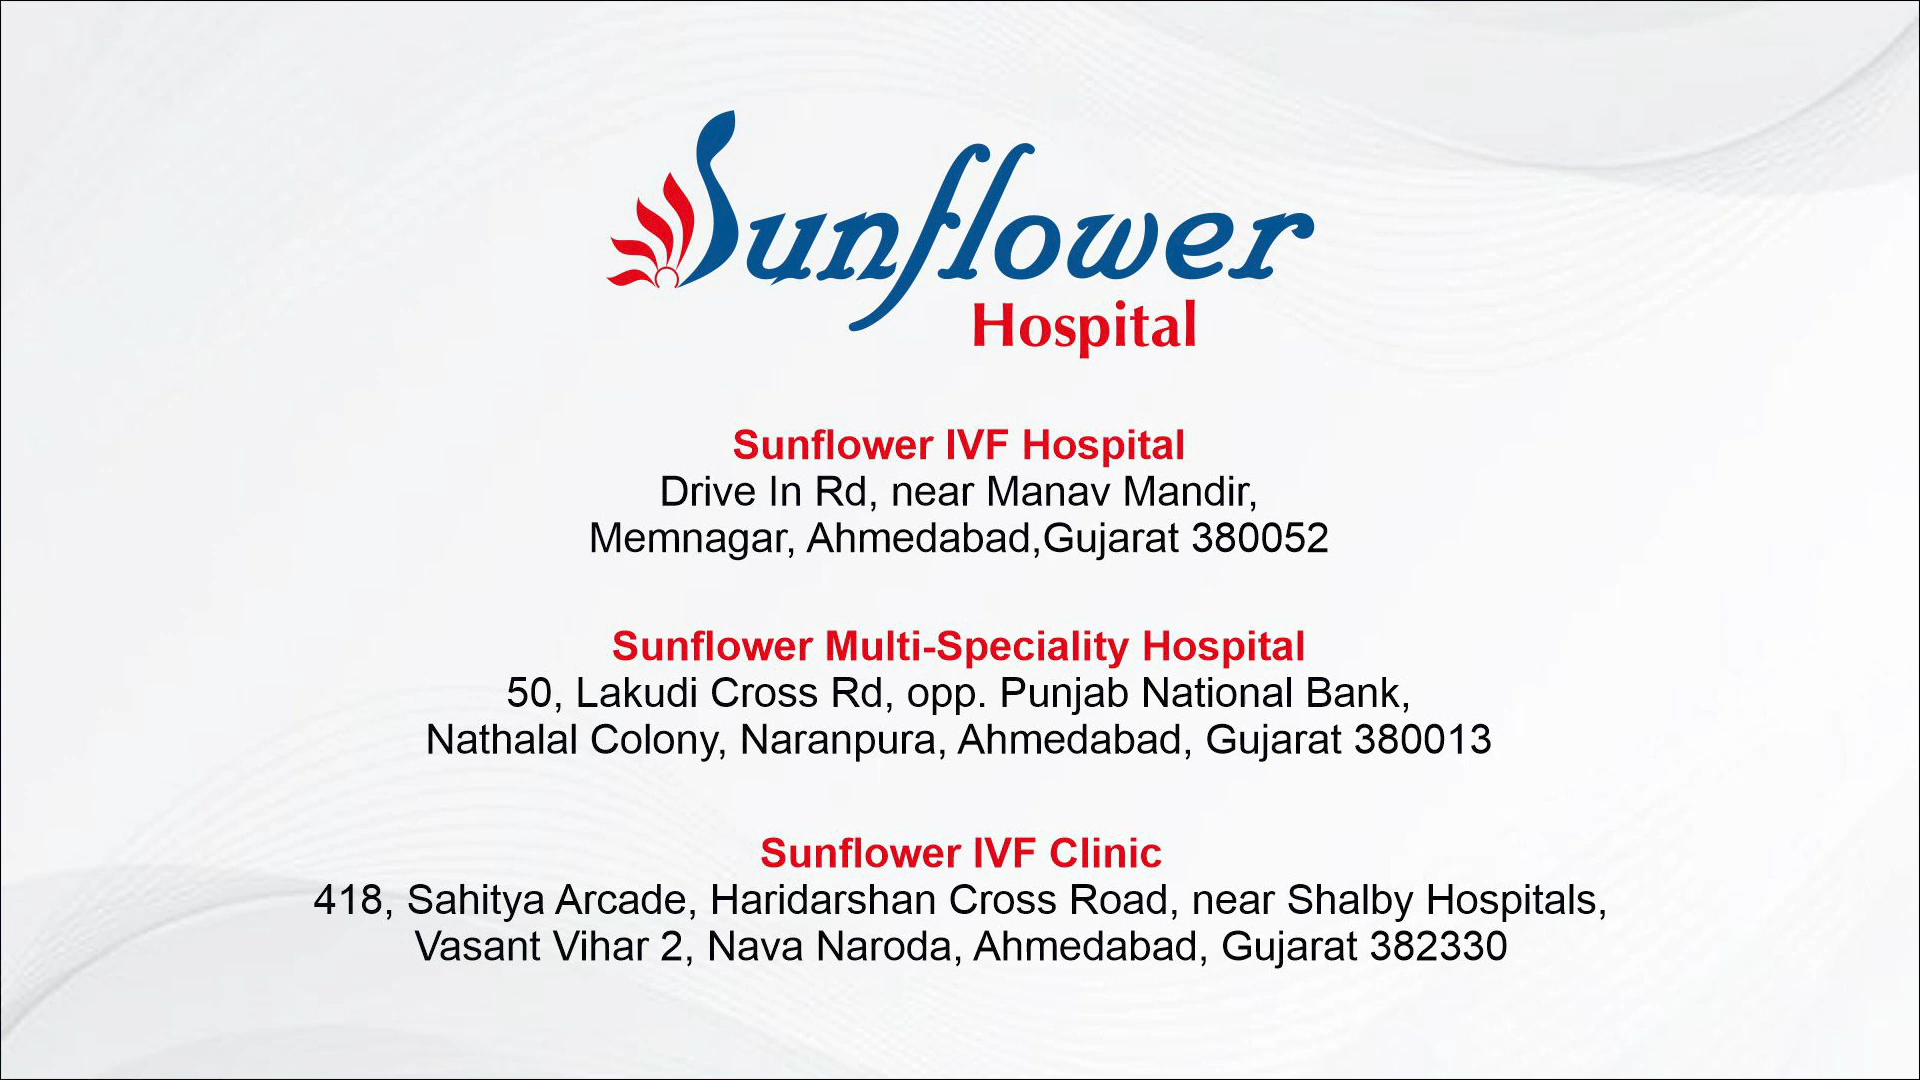 Sunflower
Hospital
Sunflower IVF Hospital
Drive In Rd, near Manav Mandir,
Memnagar, Ahmedabad,Gujarat 380052
Sunflower Multi-Speciality Hospital
50, Lakudi Cross Rd, opp. Punjab National Bank,
Nathalal Colony, Naranpura, Ahmedabad, Gujarat 380013
Sunflower IVF Clinic
418, Sahitya Arcade, Haridarshan Cross Road, near Shalby Hospitals,
Vasant Vihar 2, Nava Naroda, Ahmedabad, Gujarat 382330